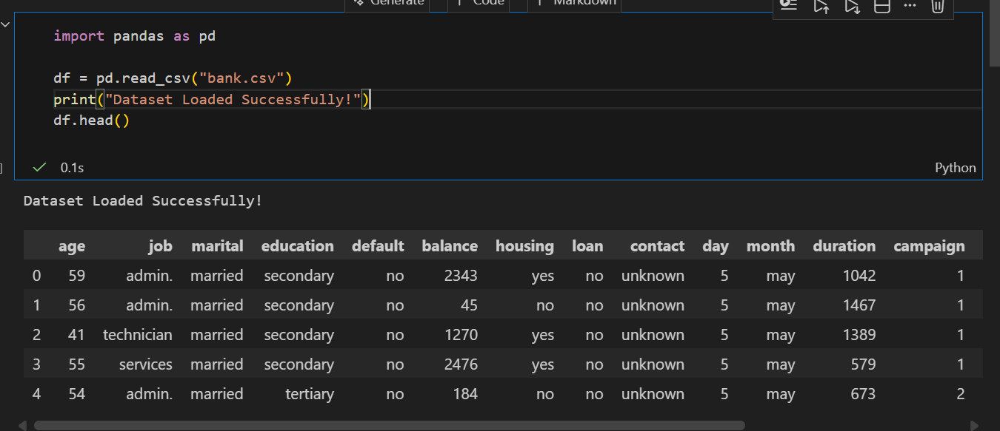 Generate Code Markdown
import pandas as pd
df = pd.read_csv("bank.csv")
print("Dataset Loaded Successfully!")
df.head()
] 0.1s Python
Dataset Loaded Successfully!
age job marital education default balance housing loan contact day month duration campaign
0 59 admin. married secondary no 2343 yes no unknown 5 may 1042 1
1 56 admin. married secondary no 45 no no unknown 5 may 1467 1
2 41 technician married secondary no 1270 yes no unknown 5 may 1389 1
3 55 services married secondary no 2476 yes no unknown 5 may 579 1
4 54 admin. married tertiary no 184 no no unknown 5 may 673 2